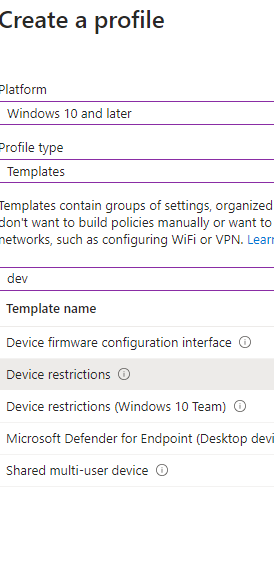 Create a profile
Platform
Windows 10 and later
Profile type
Templates
Templates contain groups of settings, organized
don't want to build policies manually or want to
networks, such as configuring WiFi or VPN. Learn
dev
Template name
Device firmware configuration interface
Device restrictions
Device restrictions (Windows 10 Team)
Microsoft Defender for Endpoint (Desktop devi
Shared multi-user device